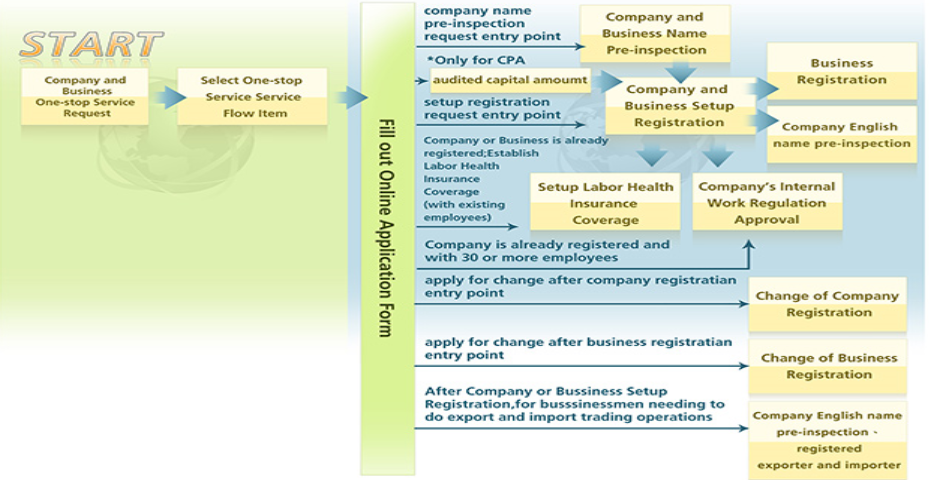 START
Company and
Business
One-stop Service
Request
Select One-stop
Service Service
Flow Item
Fill out Online Application Form
company name
pre-inspection
request entry point
*Only for CPA
audited capital amoumt
setup registration
request entry point
Company or Business is already
registered;Establish
Labor Health
Insurance
Coverage
(with existing
employees)
Company is already registered and
with 30 or more employees
apply for change after company registratian
entry point
apply for change after business registratian
entry point
After Company or Bussiness Setup
Registration,for busssinessmen needing to
do export and import trading operations
Company and
Business Name
Pre-inspection
Company and
Business Setup
Registration
Business
Registration
Company English
name pre-inspection
Setup Labor Health
Insurance
Coverage
Company's Internal
Work Regulation
Approval
Change of Company
Registration
Change of Business
Registration
Company English name
pre-inspection、
registered
exporter and importer